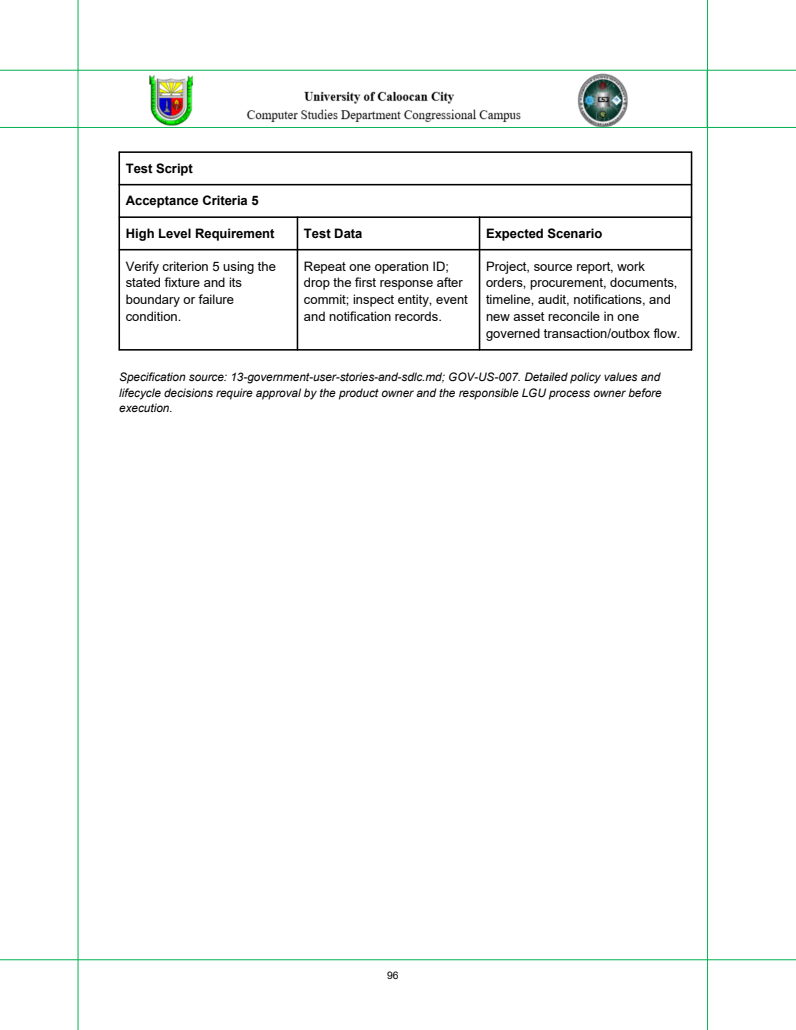 University of Caloocan City
Computer Studies Department Congressional Campus
Test Script
Acceptance Criteria 5
High Level Requirement
Test Data
Expected Scenario
Verify criterion 5 using the
stated fixture and its
boundary or failure
condition.
Repeat one operation ID;
drop the first response after
commit; inspect entity, event
and notification records.
Project, source report, work
orders, procurement, documents,
timeline, audit, notifications, and
new asset reconcile in one
governed transaction/outbox flow.
Specification source: 13-government-user-stories-and-sdlc.md; GOV-US-007. Detailed policy values and
lifecycle decisions require approval by the product owner and the responsible LGU process owner before
execution.
96